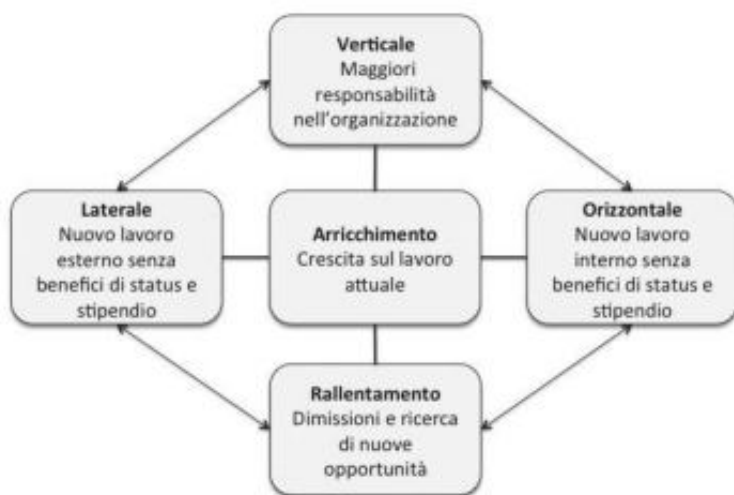 Verticale
Maggiori
responsabilità
nell'organizzazione
Laterale
Nuovo lavoro
esterno senza
benefici di status e
stipendio
Arricchimento
Crescita sul lavoro
attuale
Orizzontale
Nuovo lavoro
interno senza
benefici di status e
stipendio
Rallentamento
Dimissioni e ricerca
di nuove
opportunità